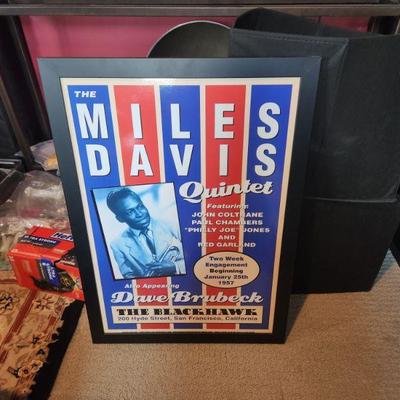 THE
MILES
DAVIS
Quintet
Featuring:
JOHN COLTRANE
PAUL CHAMBERS
"PHILLY JOE" JONES
AND
RED GARLAND
Two Week
Engagement
Beginning
January 25th
1957
Also Appearing
Dave Brubeck
THE BLACKHAWK
200 Hyde Street, San Francisco, California